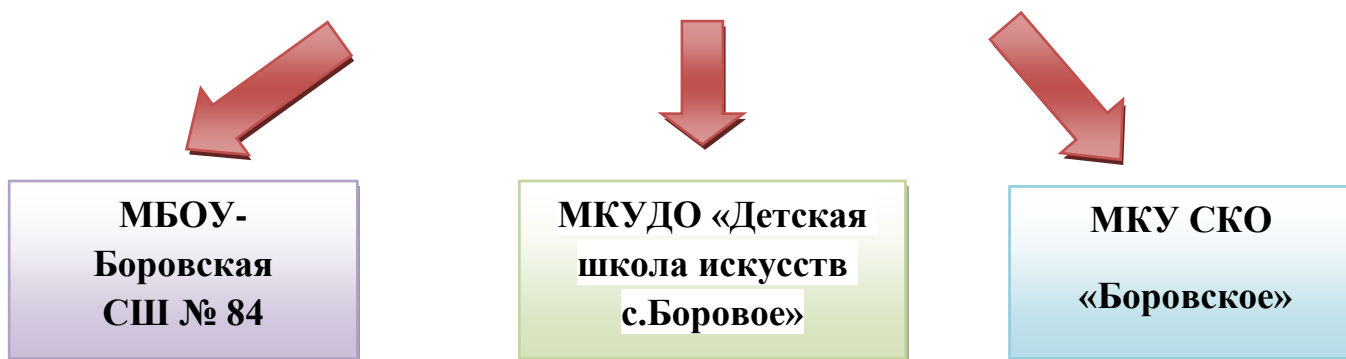 МБОУ-
Боровская
СШ № 84
МКУДО «Детская
школа искусств
с.Боровое»
МКУ СКО
«Боровское»